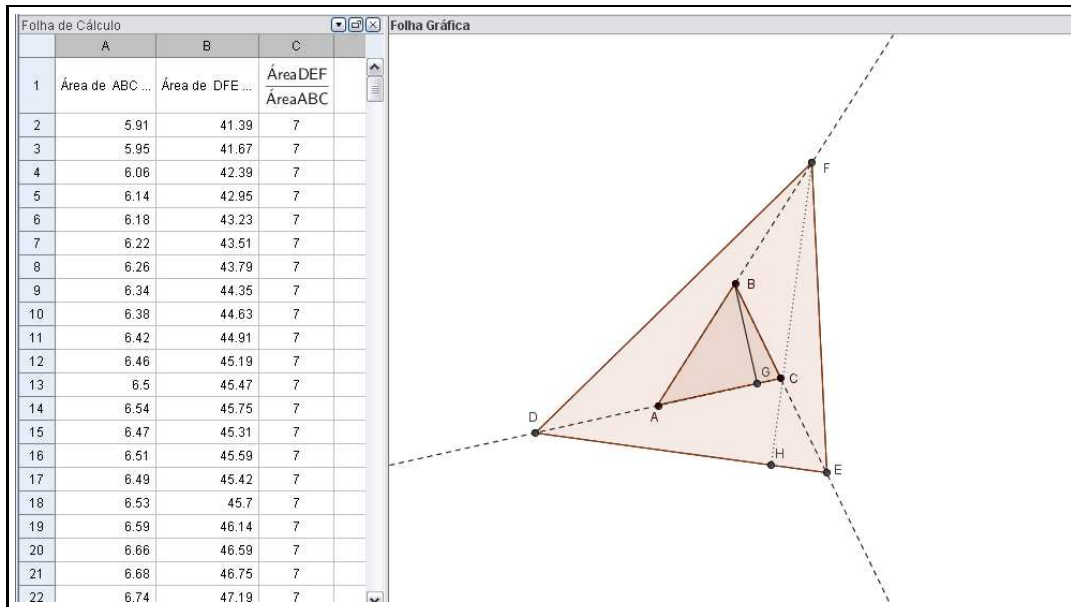 Folha de Cálculo
A B C
1 Área de ABC ... Área de DFE ... ÁreaDEF
ÁreaABC
2 5.91 41.39 7
3 5.95 41.67 7
4 6.06 42.39 7
5 6.14 42.95 7
6 6.18 43.23 7
7 6.22 43.51 7
8 6.26 43.79 7
9 6.34 44.35 7
10 6.38 44.63 7
11 6.42 44.91 7
12 6.46 45.19 7
13 6.5 45.47 7
14 6.54 45.75 7
15 6.47 45.31 7
16 6.51 45.59 7
17 6.49 45.42 7
18 6.53 45.7 7
19 6.59 46.14 7
20 6.66 46.59 7
21 6.68 46.75 7
22 6.74 47.19 7
Folha Gráfica
F
B
G C
A
D
H
E